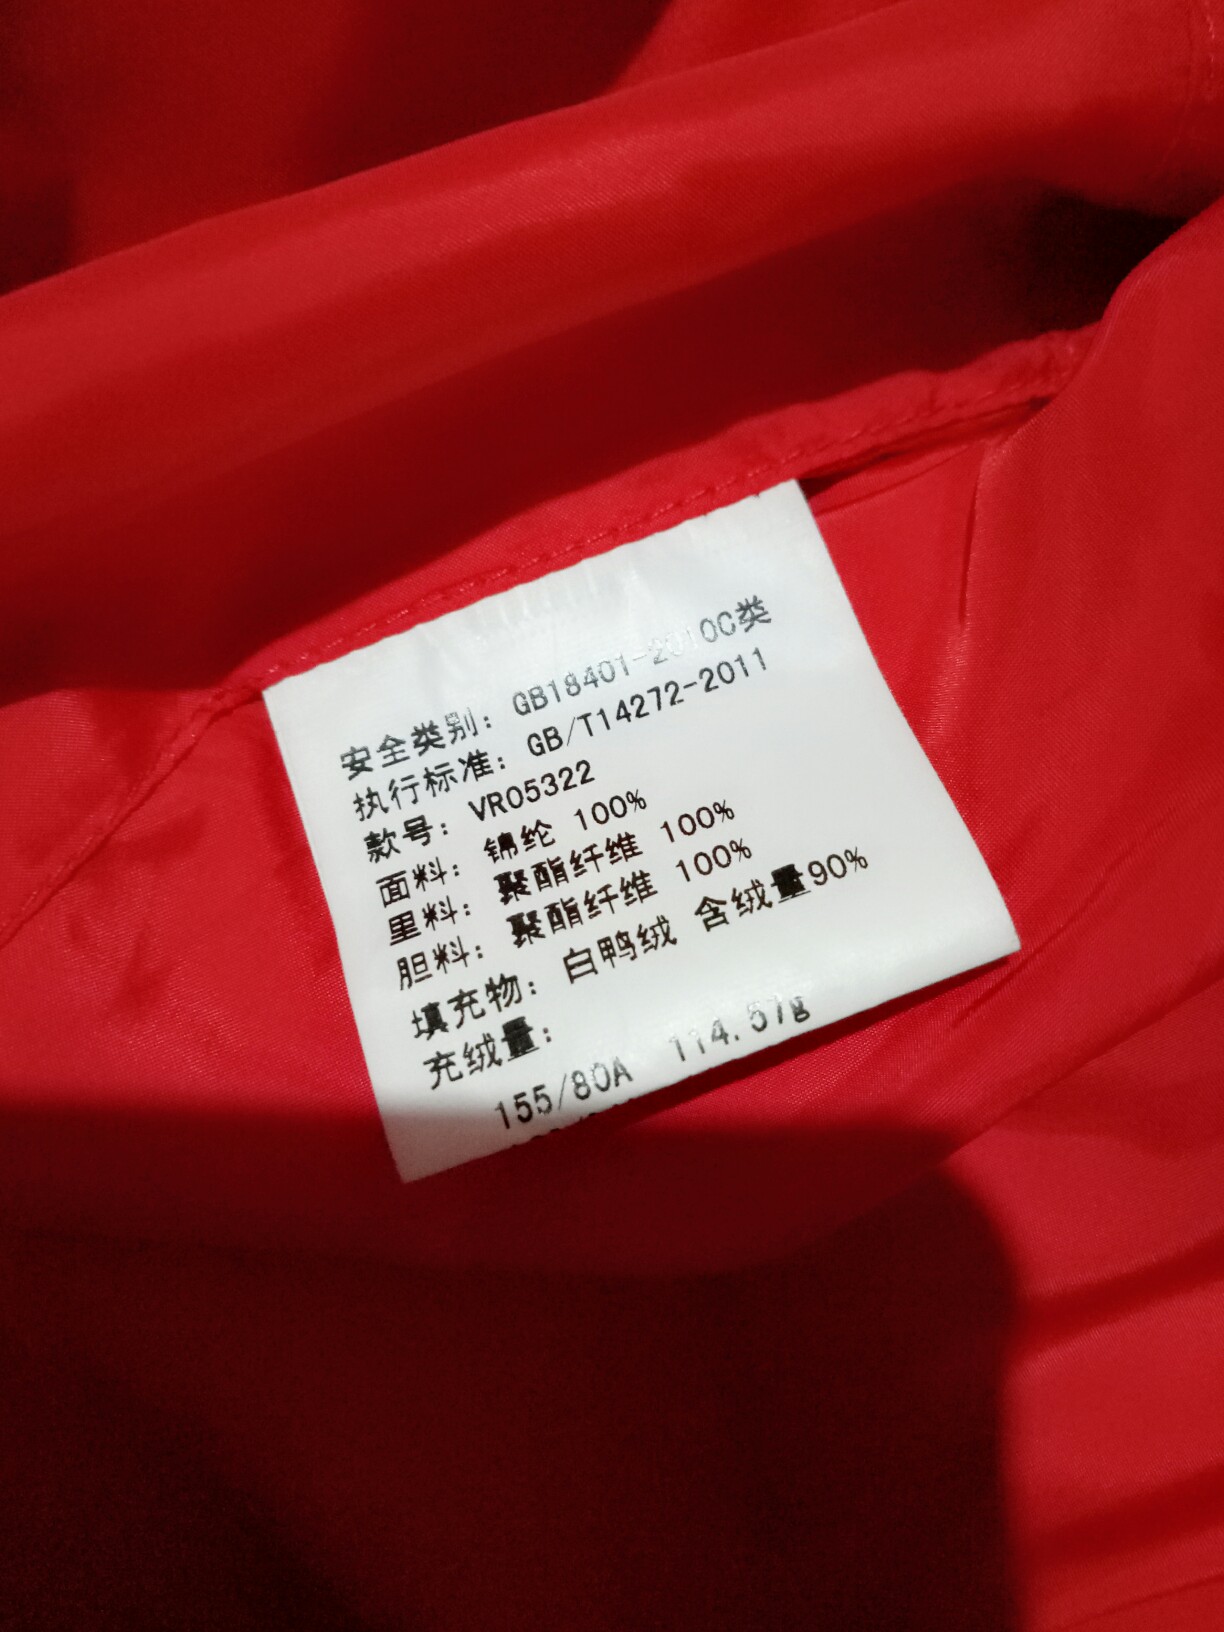 安全类别: GB18401-2010C类
执行标准: GB/T14272-2011
款号: VR05322
面料: 锦纶 100%
里料: 聚酯纤维 100%
胆料: 聚酯纤维 100%
填充物: 白鸭绒 含绒量90%
充绒量:
155/80A 114.57g